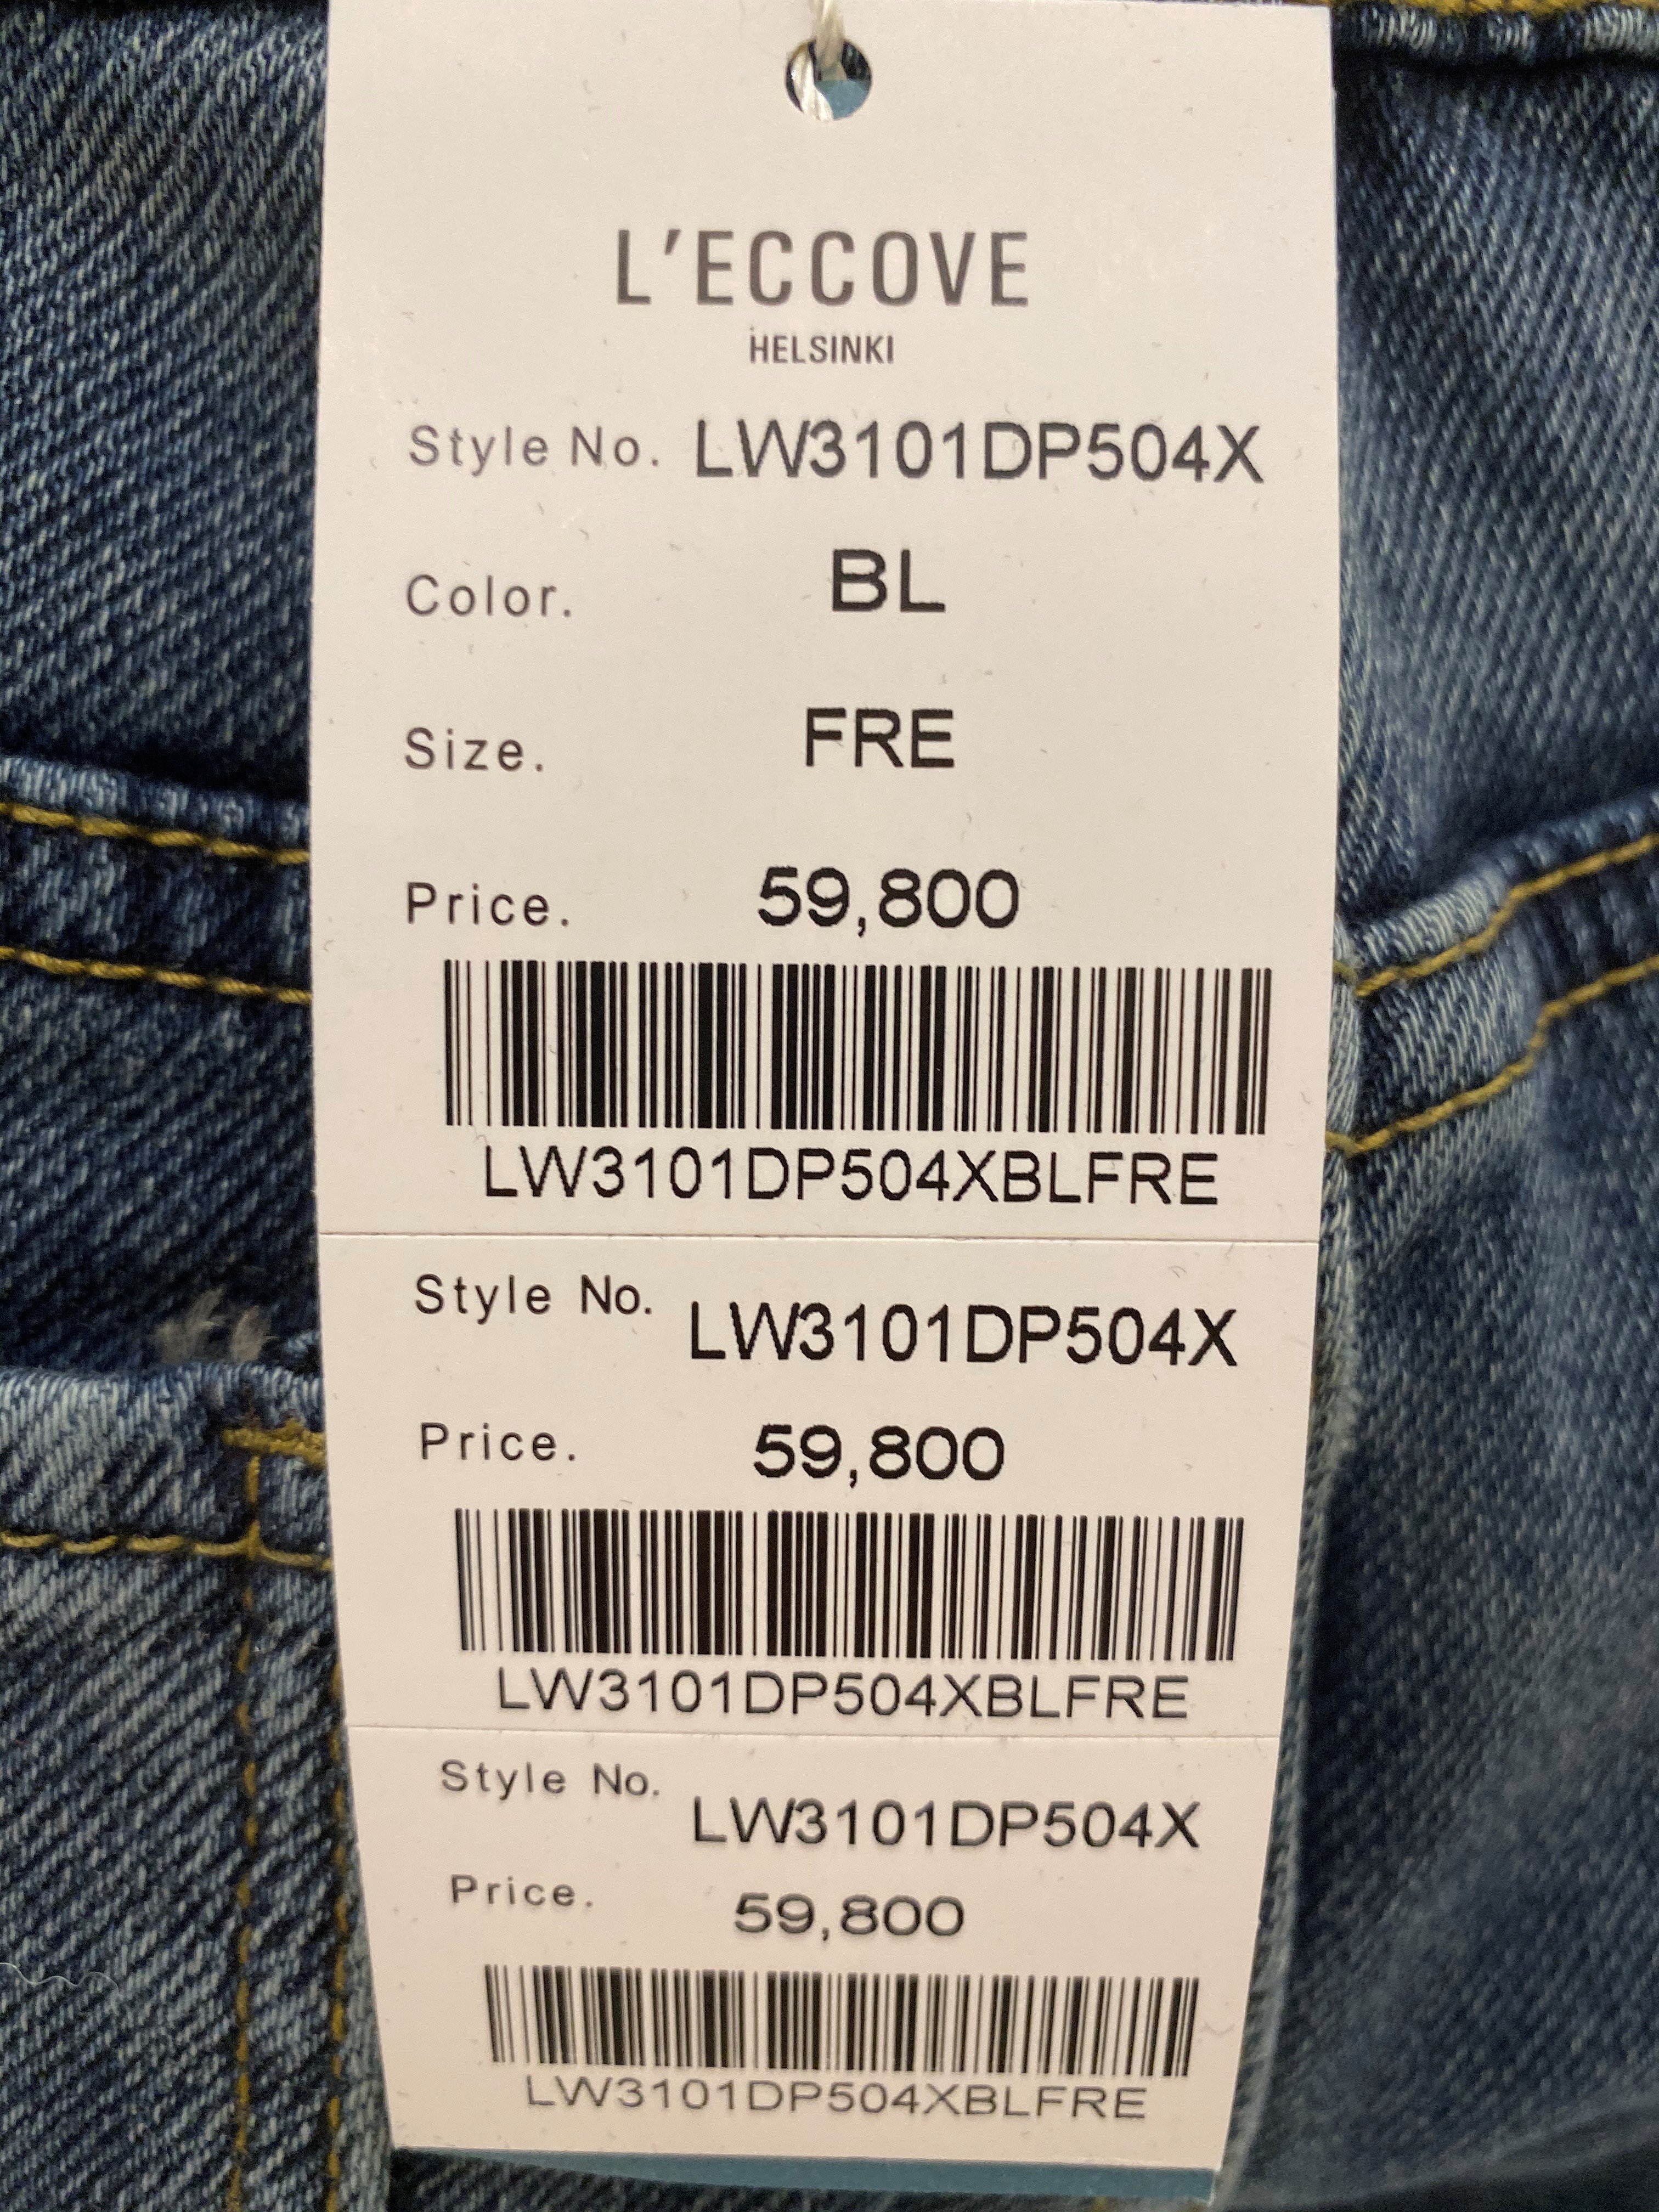 L'ECCOVE
HELSINKI
Style No. LW3101DP504X
Color. BL
Size. FRE
Price. 59,800
LW3101DP504XBLFRE
Style No. LW3101DP504X
Price. 59,800
LW3101DP504XBLFRE
Style No. LW3101DP504X
Price. 59,800
LW3101DP504XBLFRE